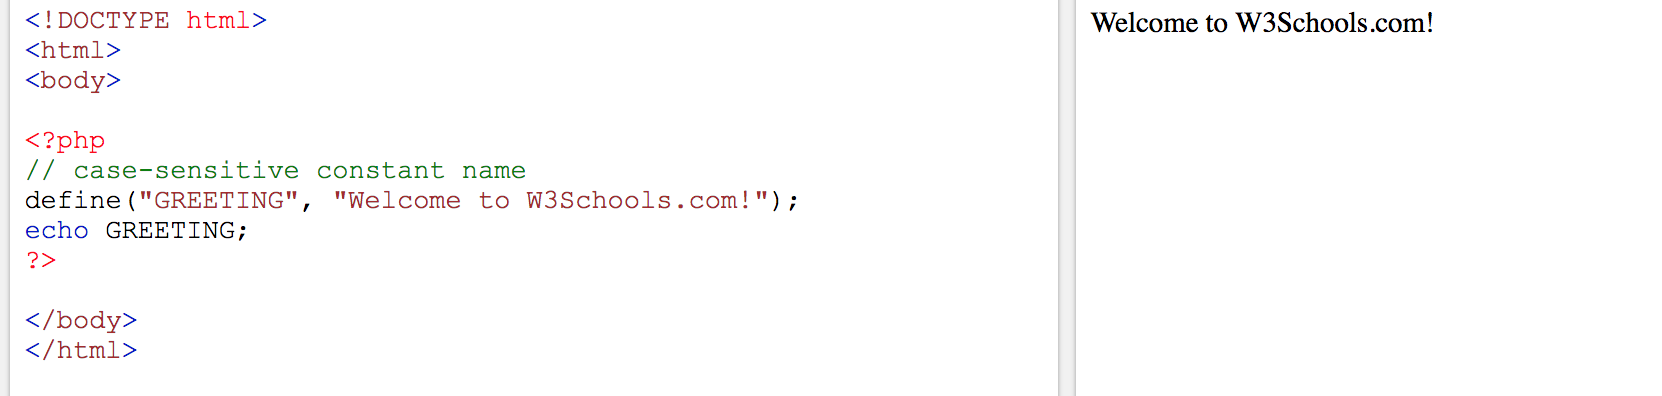 <!DOCTYPE html>
<html>
<body>
<?php
// case-sensitive constant name
define("GREETING", "Welcome to W3Schools.com!");
echo GREETING;
?>
</body>
</html>
Welcome to W3Schools.com!